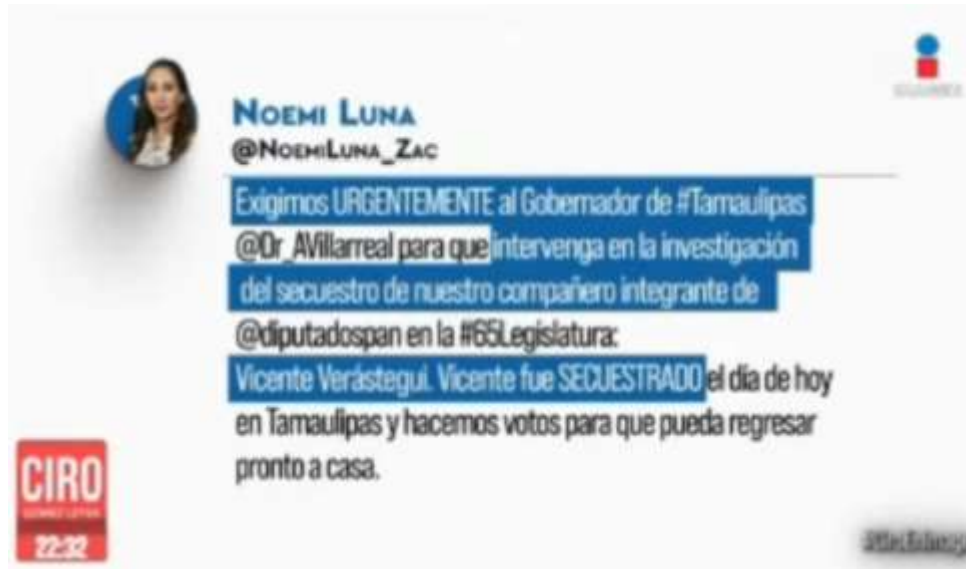 NOEMI LUNA
@NOEMILUNA_ZAC
Exigimos URGENTEMENTE al Gobernador de #Tamaulipas
@Dr_AVillarreal para que intervenga en la investigación
del secuestro de nuestro compañero integrante de
@diputadospan en la #65Legislatura:
Vicente Verástegui. Vicente fue SECUESTRADO el día de hoy
en Tamaulipas y hacemos votos para que pueda regresar
pronto a casa.
CIRO
22:32